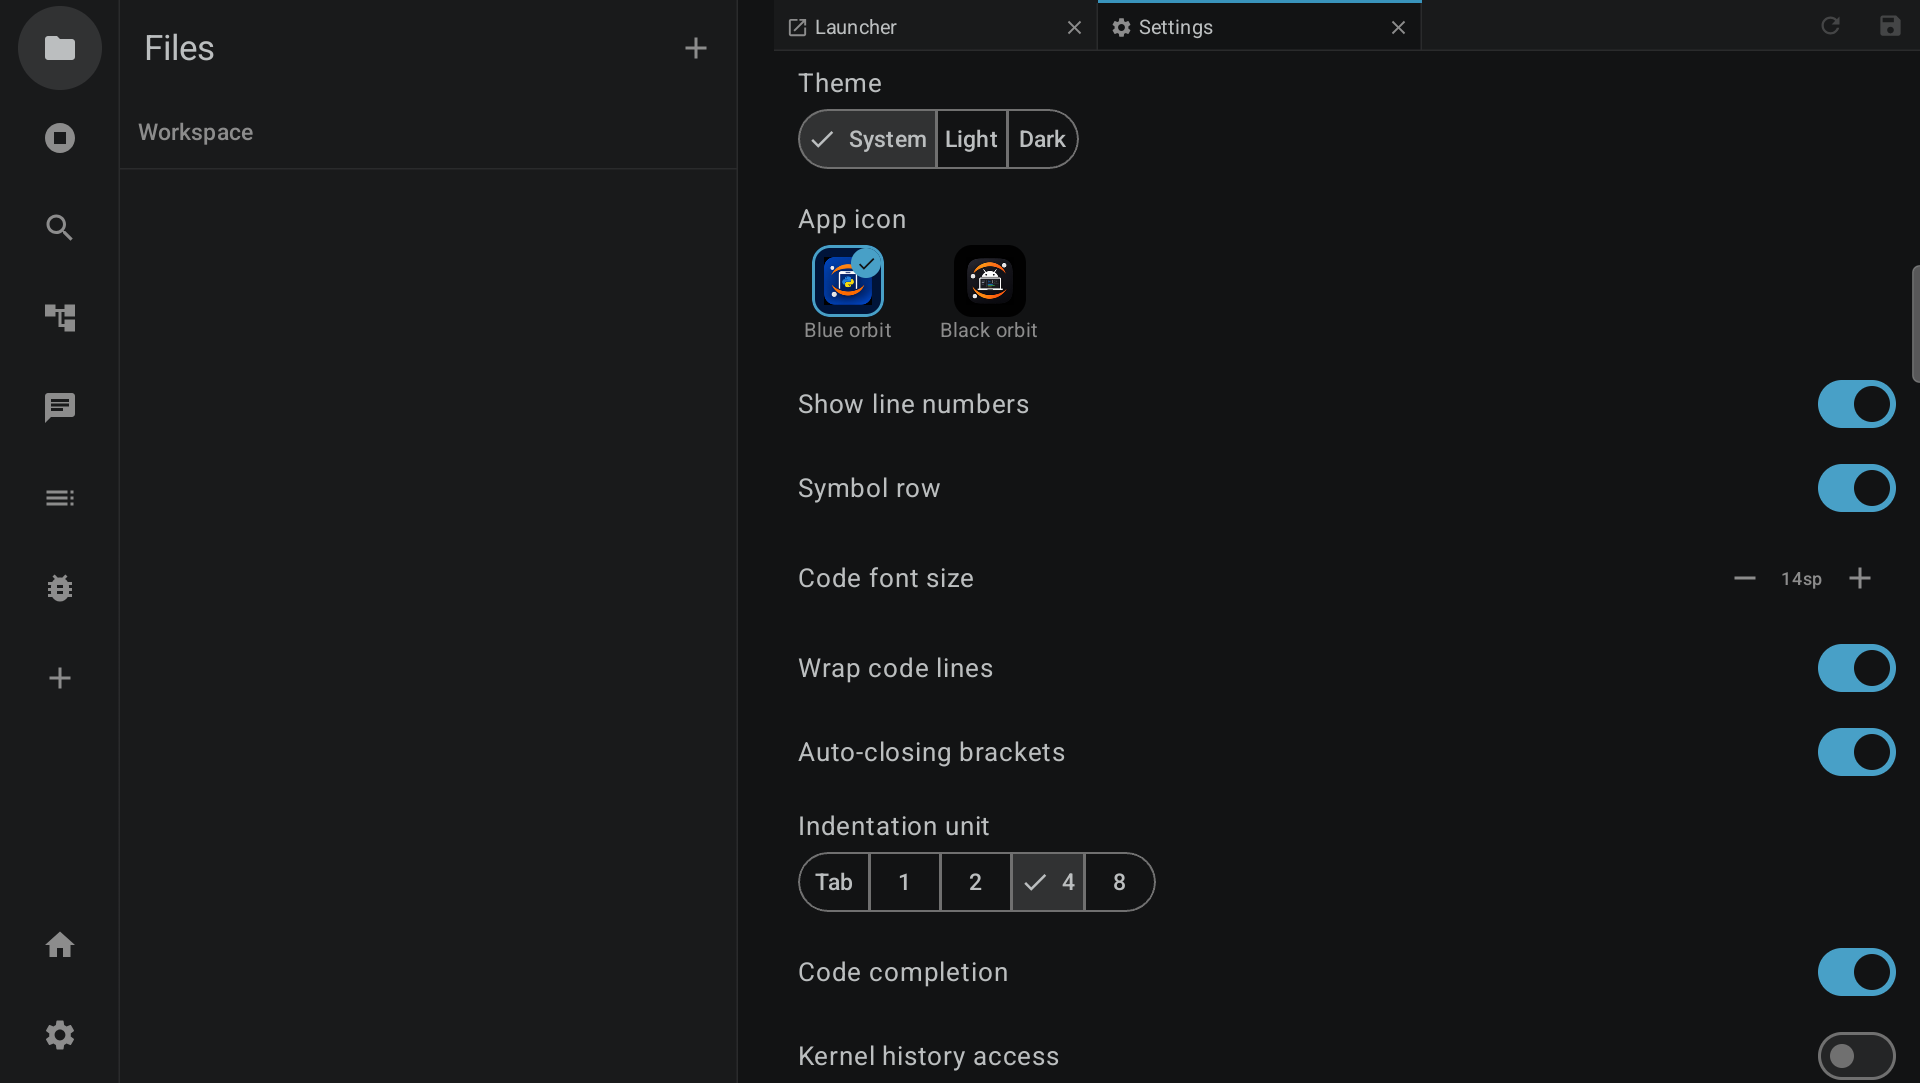 Files
Workspace
Launcher
Settings
Theme
System Light Dark
App icon
Blue orbit Black orbit
Show line numbers
Symbol row
Code font size 14sp
Wrap code lines
Auto-closing brackets
Indentation unit
Tab 1 2 4 8
Code completion
Kernel history access